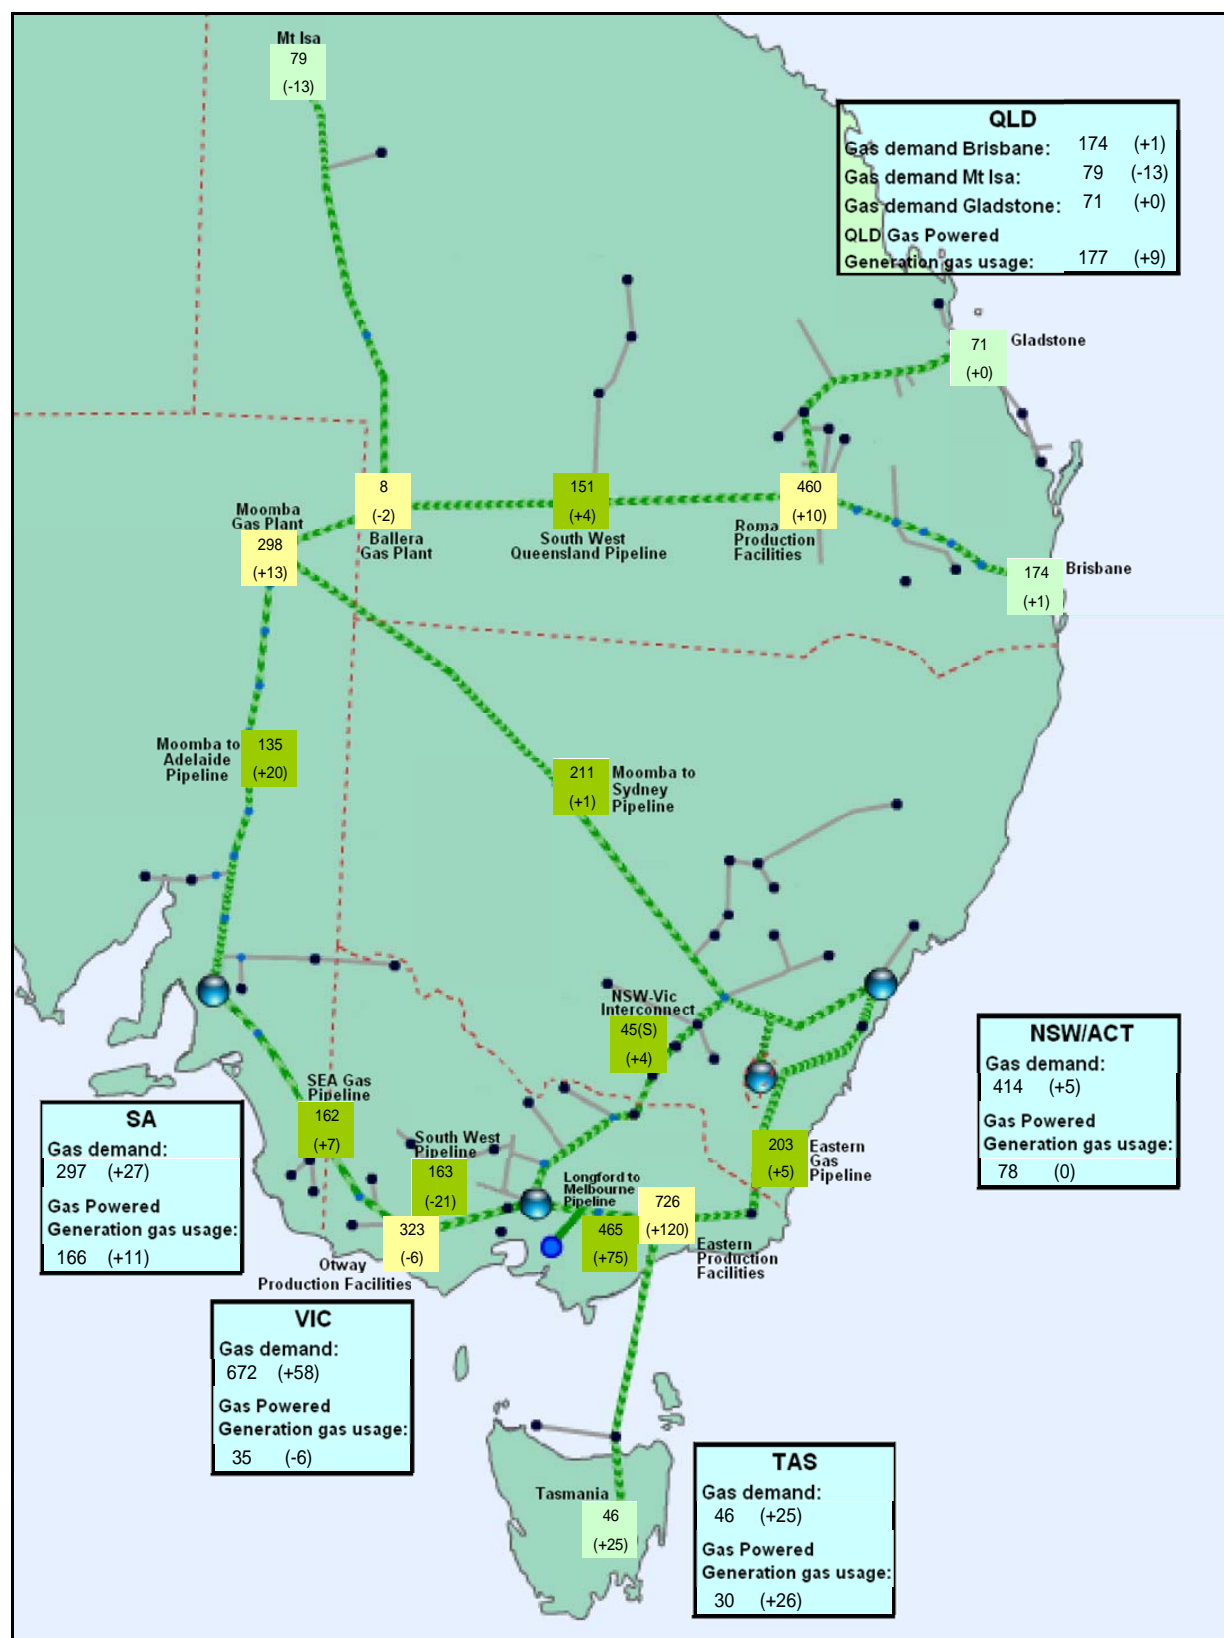 Mt Isa
79
(-13)
QLD
Gas demand Brisbane: 174 (+1)
Gas demand Mt Isa: 79 (-13)
Gas demand Gladstone: 71 (+0)
QLD Gas Powered
Generation gas usage: 177 (+9)
71
(+0)
Gladstone
8
(-2)
Ballera
Gas Plant
151
(+4)
South West
Queensland Pipeline
460
(+10)
Roma
Production
Facilities
Moomba
Gas Plant
298
(+13)
174
(+1)
Brisbane
Moomba to
Adelaide
Pipeline
135
(+20)
211
(+1)
Moomba to
Sydney
Pipeline
NSW-Vic
Interconnect
45(S)
(+4)
NSW/ACT
Gas demand:
414 (+5)
Gas Powered
Generation gas usage:
78 (0)
SEA Gas
Pipeline
162
(+7)
SA
Gas demand:
297 (+27)
Gas Powered
Generation gas usage:
166 (+11)
South West
Pipeline
163
(-21)
203
(+5)
Eastern
Gas
Pipeline
Longford to
Melbourne
Pipeline
465
(+75)
726
(+120)
Eastern
Production
Facilities
323
(-6)
Otway
Production Facilities
VIC
Gas demand:
672 (+58)
Gas Powered
Generation gas usage:
35 (-6)
TAS
Gas demand:
46 (+25)
Gas Powered
Generation gas usage:
30 (+26)
Tasmania
46
(+25)